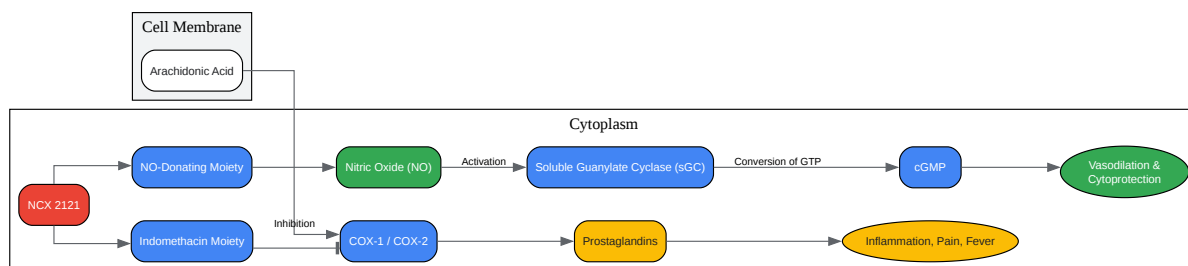 Cell Membrane
Arachidonic Acid
Cytoplasm
NO-Donating Moiety
Nitric Oxide (NO)
Activation
Soluble Guanylate Cyclase (sGC)
Conversion of GTP
cGMP
Vasodilation &
Cytoprotection
NCX 2121
Indomethacin Moiety
Inhibition
COX-1 / COX-2
Prostaglandins
Inflammation, Pain, Fever